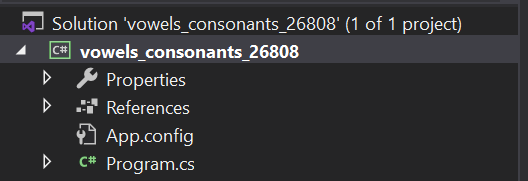 Solution 'vowels_consonants_26808' (1 of 1 project)
C# vowels_consonants_26808
Properties
References
App.config
C# Program.cs